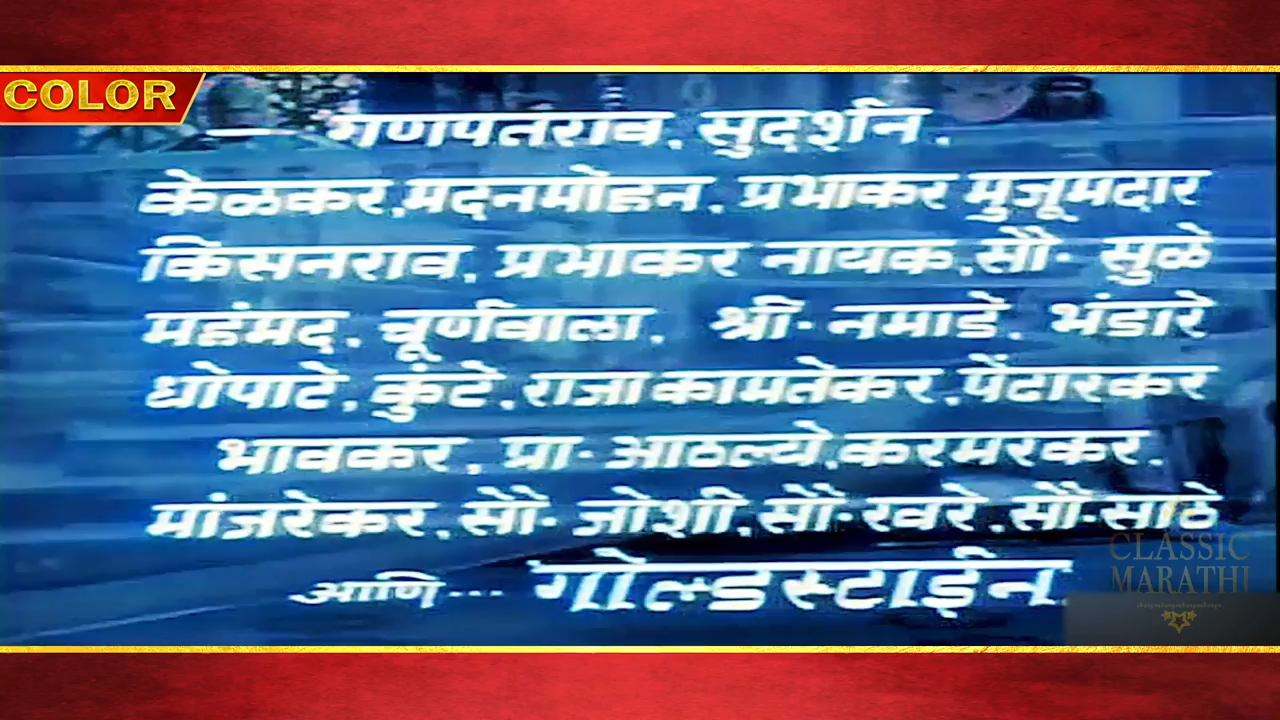 COLOR
— गणपतराव, सुदर्शन,
केळकर, मदनमोहन, प्रभाकर मुजूमदार
किसनराव, प्रभाकर नायक, सौ. सुळे
महंमद, चूर्णवाला, श्री. नमाडे, भंडारे
धोपाटे, कुंटे, राजा कामतेकर, पेंढारकर
भावकर, प्रा. आठल्ये, करमरकर,
मांजरेकर, सौ. जोशी, सौ. रवरे, सौ. साठे
आणि... गोल्डस्टाईन.
CLASSIC
MARATHI